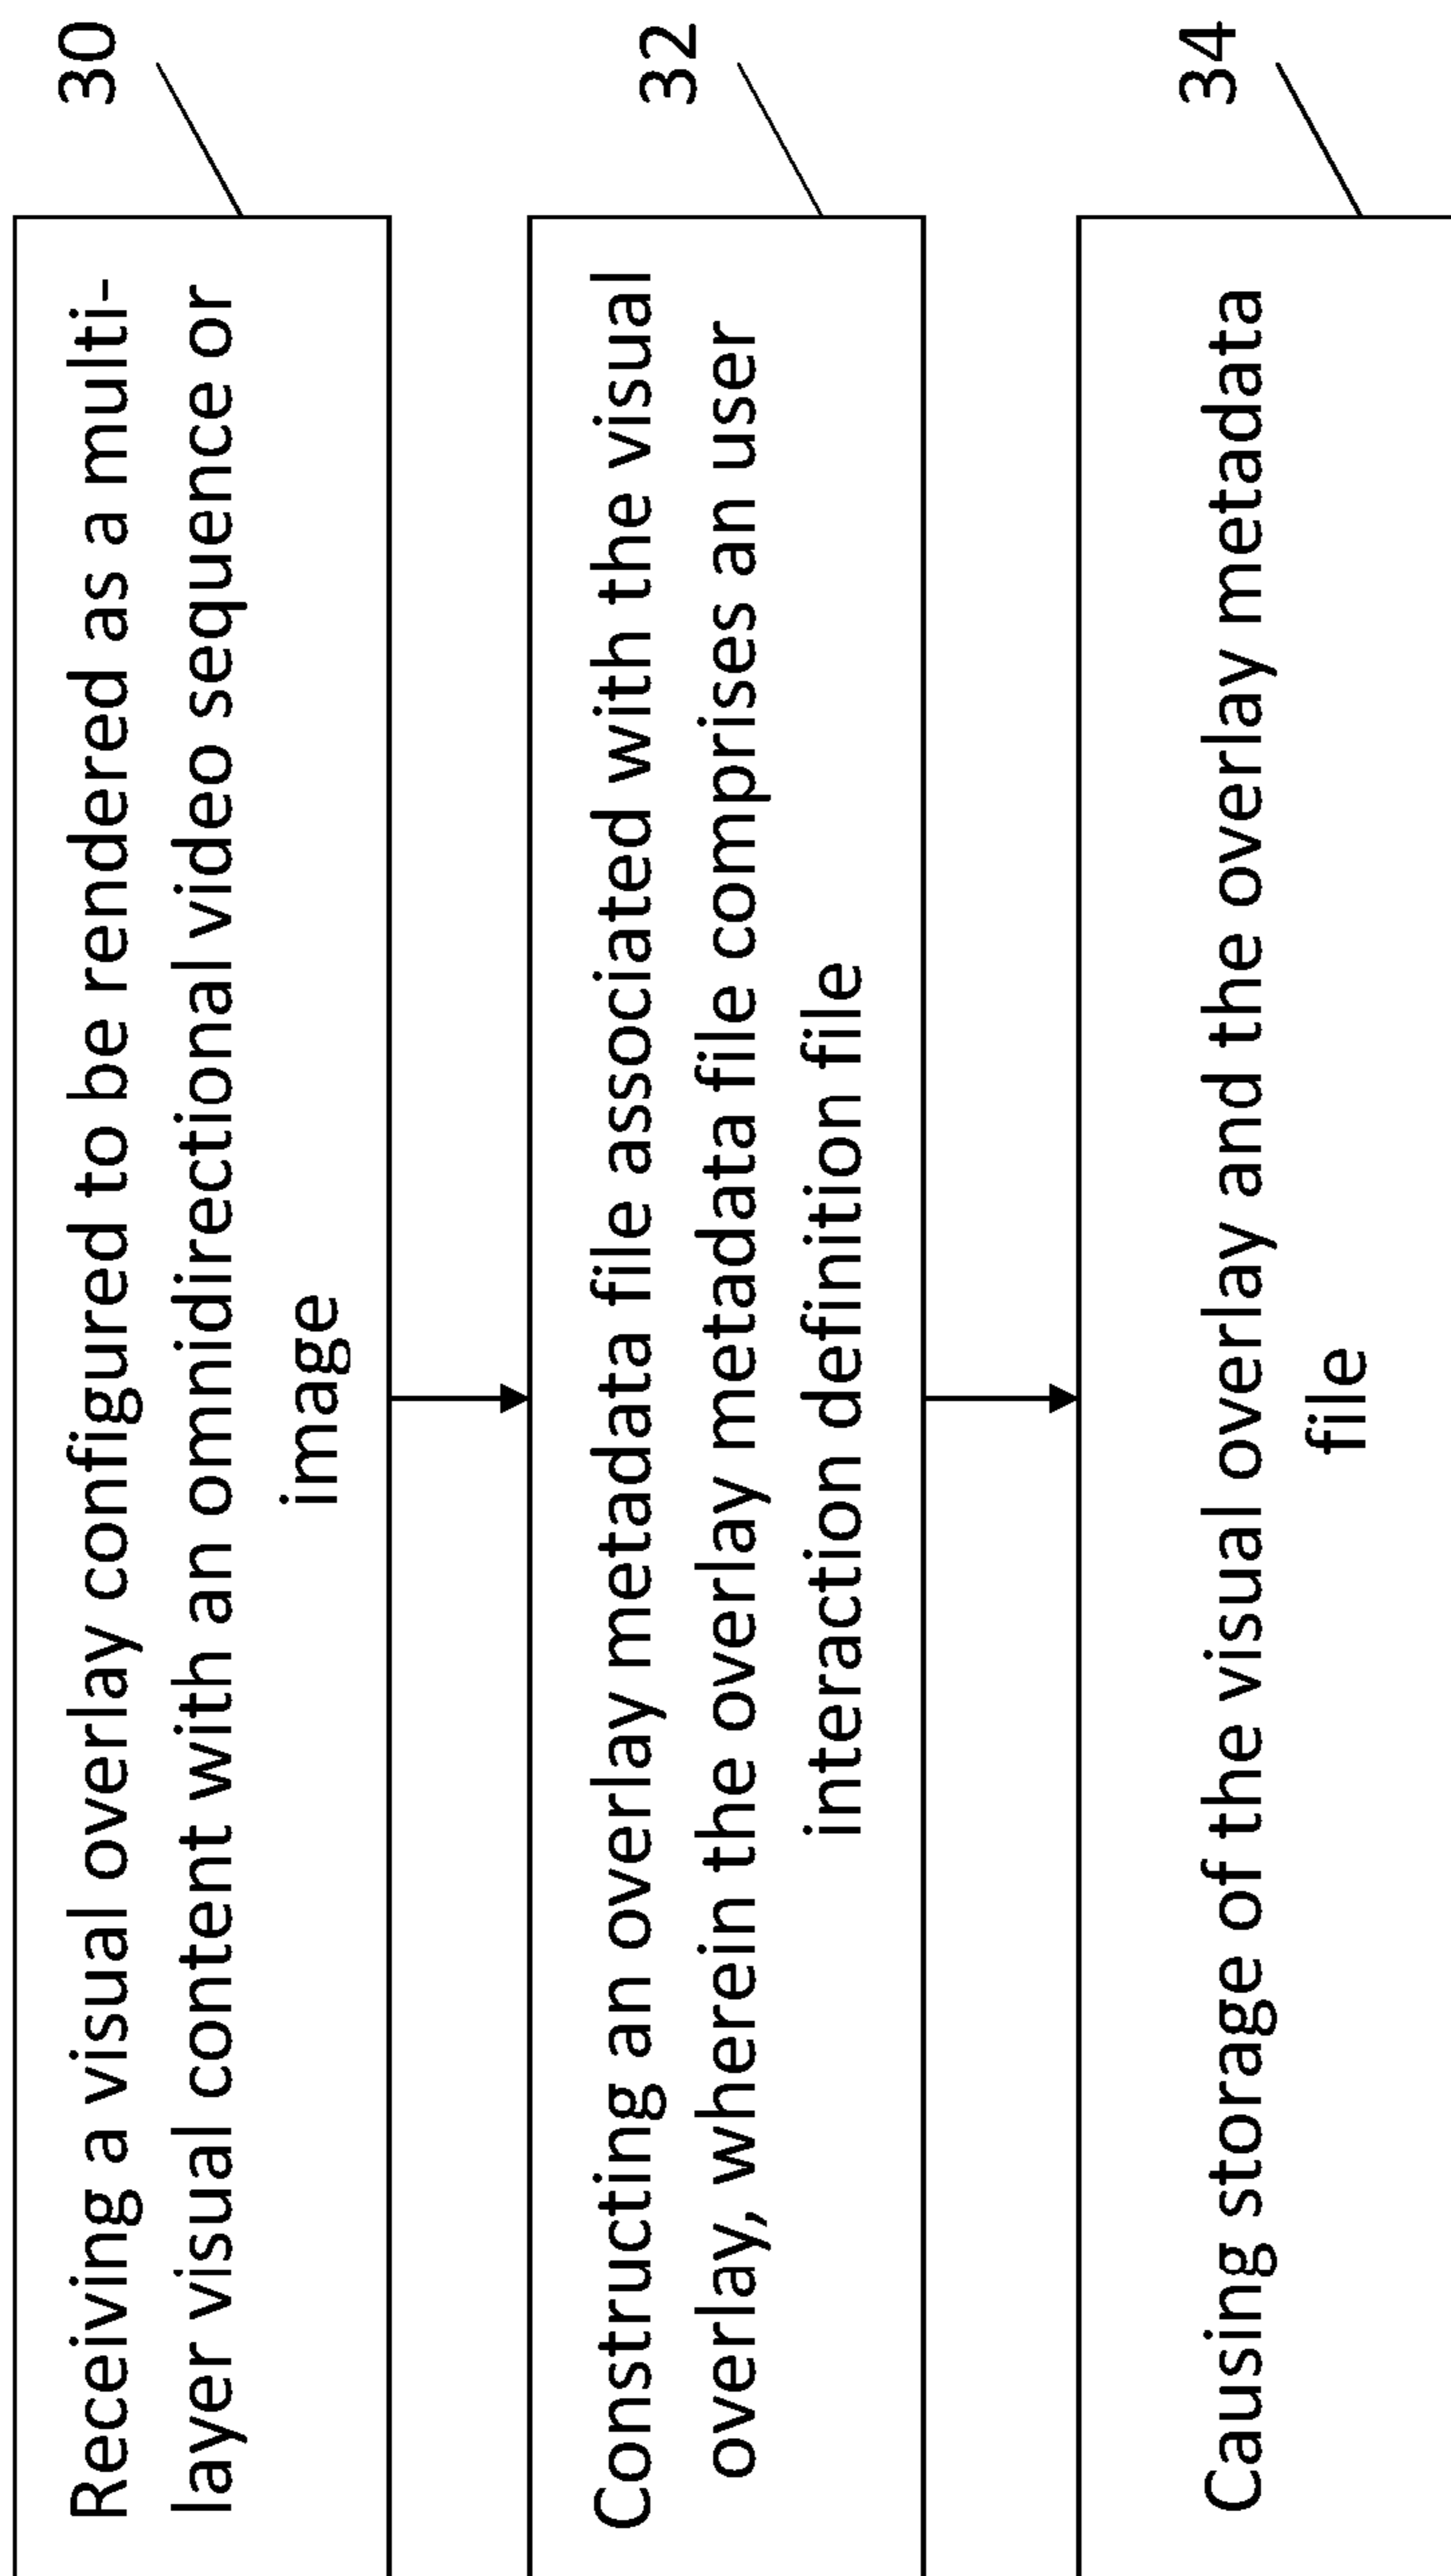 Receiving a visual overlay configured to be rendered as a multi-
layer visual content with an omnidirectional video sequence or
image
30
Constructing an overlay metadata file associated with the visual
overlay, wherein the overlay metadata file comprises an user
interaction definition file
32
Causing storage of the visual overlay and the overlay metadata
file
34